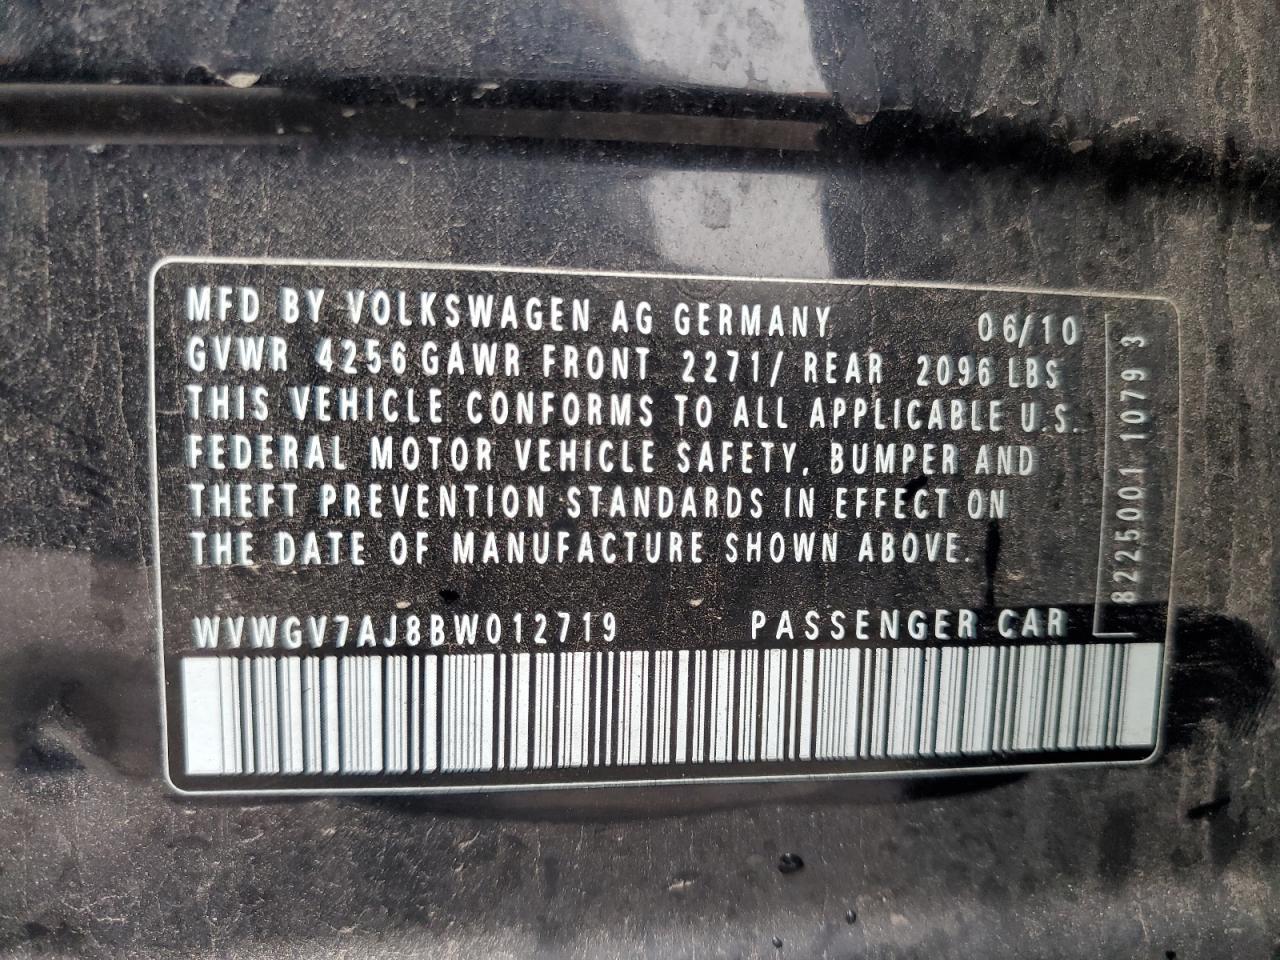 MFD BY VOLKSWAGEN AG GERMANY 06/10
GVWR 4256 GAWR FRONT 2271/ REAR 2096 LBS
THIS VEHICLE CONFORMS TO ALL APPLICABLE U.S.
FEDERAL MOTOR VEHICLE SAFETY, BUMPER AND
THEFT PREVENTION STANDARDS IN EFFECT ON
THE DATE OF MANUFACTURE SHOWN ABOVE.
WVWGV7AJ8BW012719 PASSENGER CAR
8225001 1079 3